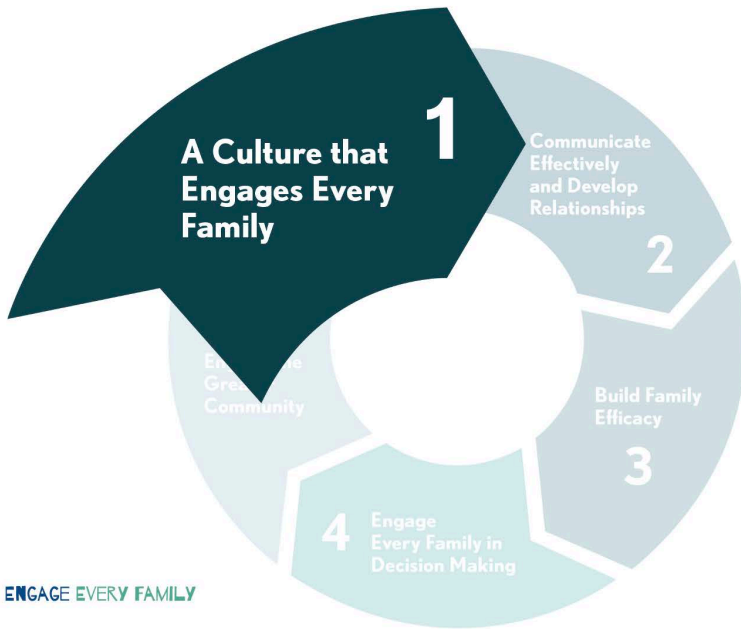 1
A Culture that
Engages Every
Family
Communicate
Effectively
and Develop
Relationships
2
Build Family
Efficacy
3
4
Engage
Every Family in
Decision Making
Community
ENGAGE EVERY FAMILY